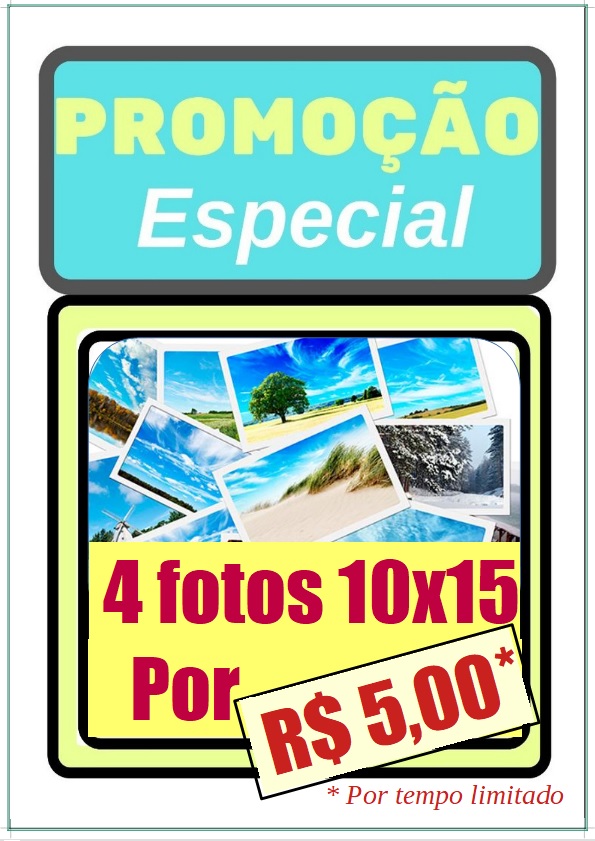 PROMOÇÃO
Especial
4 fotos 10x15
Por
R$ 5,00*
* Por tempo limitado